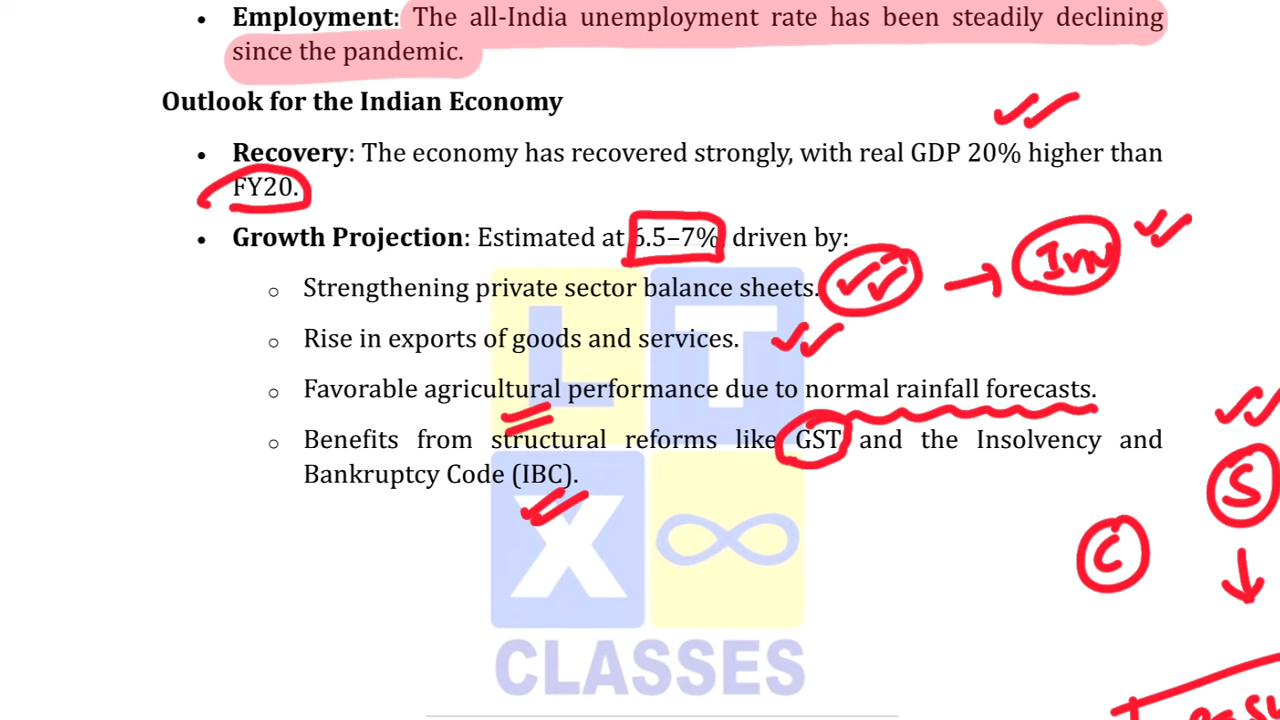 • Employment: The all-India unemployment rate has been steadily declining
since the pandemic.
Outlook for the Indian Economy
• Recovery: The economy has recovered strongly, with real GDP 20% higher than
FY20.
• Growth Projection: Estimated at 6.5–7%, driven by:
○ Strengthening private sector balance sheets.
Inv
○ Rise in exports of goods and services.
○ Favorable agricultural performance due to normal rainfall forecasts.
○ Benefits from structural reforms like GST and the Insolvency and
Bankruptcy Code (IBC).
S
C
L T
X ∞
CLASSES